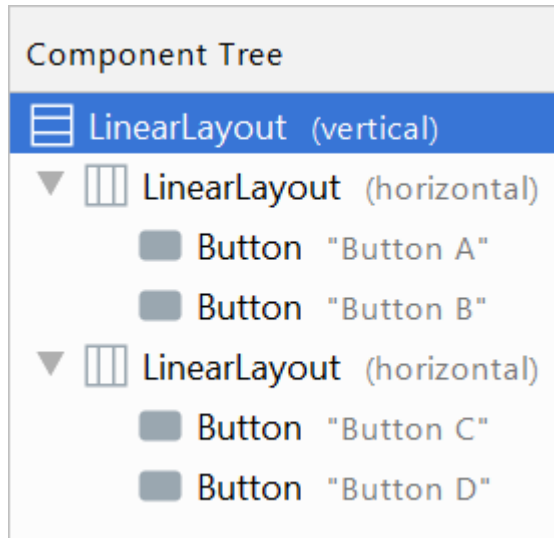 Component Tree
LinearLayout (vertical)
LinearLayout (horizontal)
Button "Button A"
Button "Button B"
LinearLayout (horizontal)
Button "Button C"
Button "Button D"